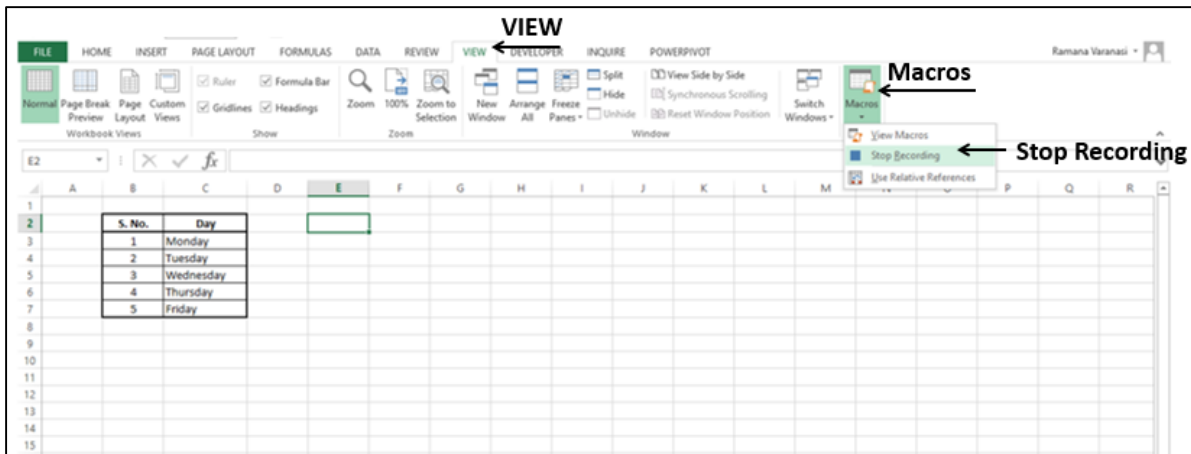 VIEW
FILE HOME INSERT PAGE LAYOUT FORMULAS DATA REVIEW VIEW DEVELOPER INQUIRE POWERPIVOT Ramana Varanasi
Normal Page Break Preview Page Layout Custom Views
Workbook Views
Ruler Formula Bar
Gridlines Headings
Show
Zoom 100% Zoom to Selection
Zoom
New Window Arrange All Freeze Panes
Split
Hide
Unhide
View Side by Side
Synchronous Scrolling
Reset Window Position
Window
Switch Windows
Macros
Macros
View Macros
Stop Recording
Use Relative References
Stop Recording
E2 fx
A B C D E F G H I J K L M O P Q R
1
2 S. No. Day
3 1 Monday
4 2 Tuesday
5 3 Wednesday
6 4 Thursday
7 5 Friday
8
9
10
11
12
13
14
15